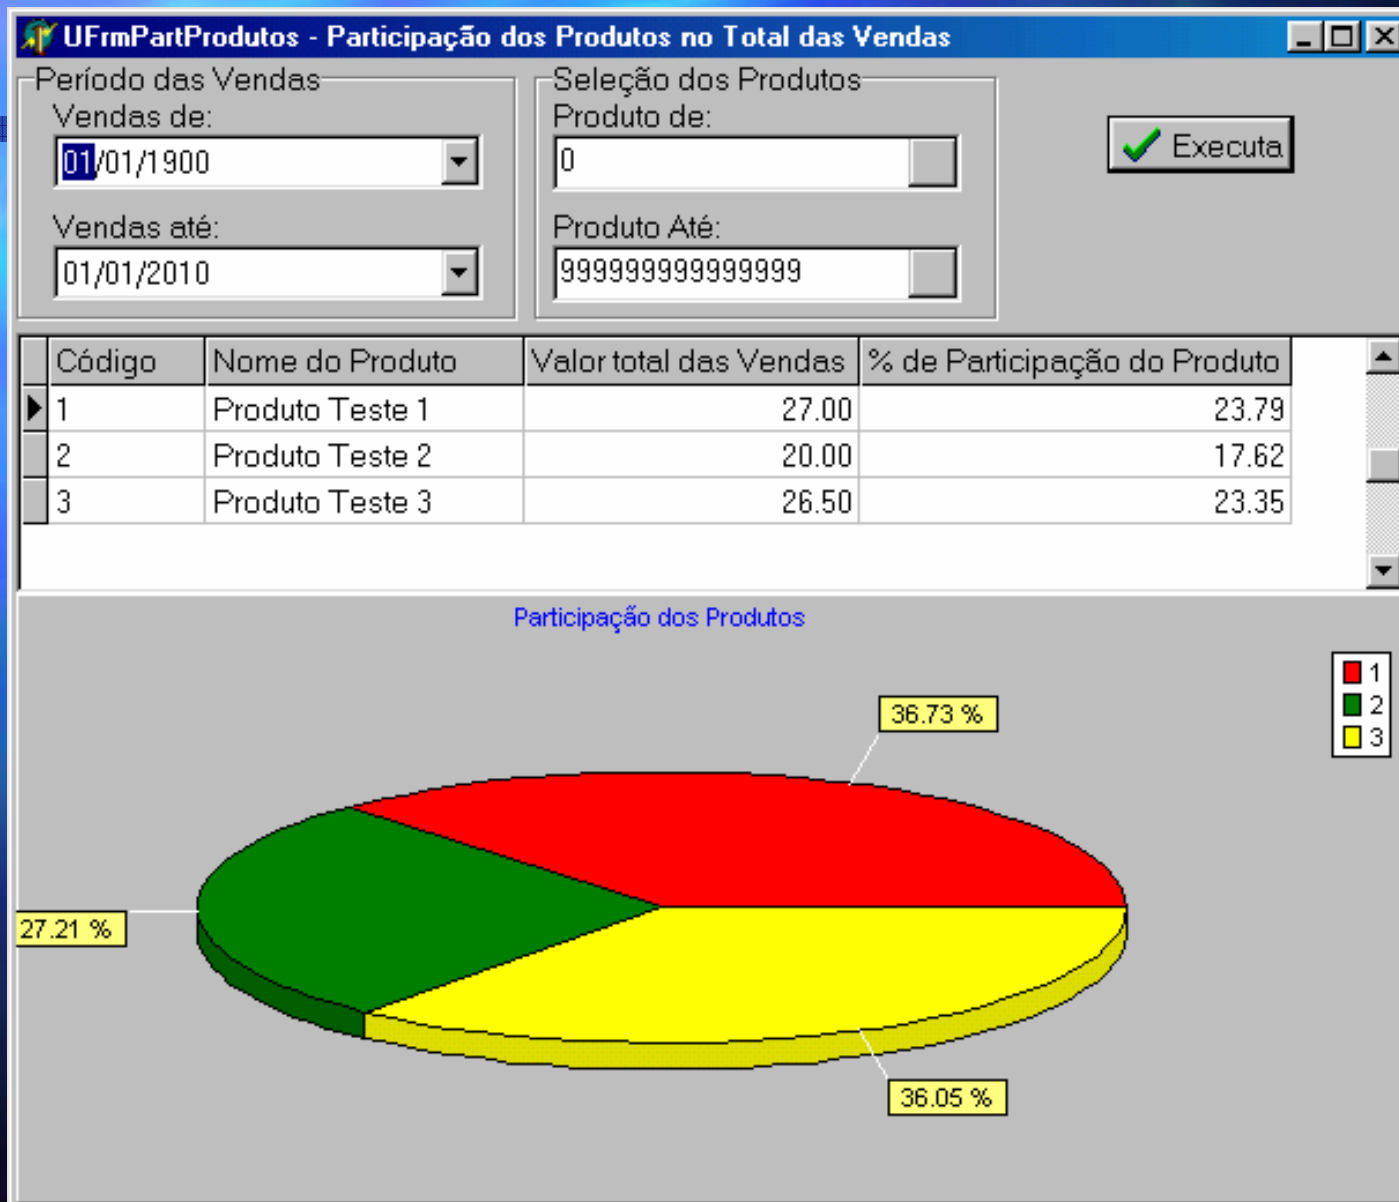 UFrmPartProdutos - Participação dos Produtos no Total das Vendas
Período das Vendas
Vendas de:
01/01/1900
Vendas até:
01/01/2010
Seleção dos Produtos
Produto de:
0
Produto Até:
999999999999999
Executa
Código Nome do Produto Valor total das Vendas % de Participação do Produto
1 Produto Teste 1 27.00 23.79
2 Produto Teste 2 20.00 17.62
3 Produto Teste 3 26.50 23.35
Participação dos Produtos
1
2
3
36.73 %
27.21 %
36.05 %